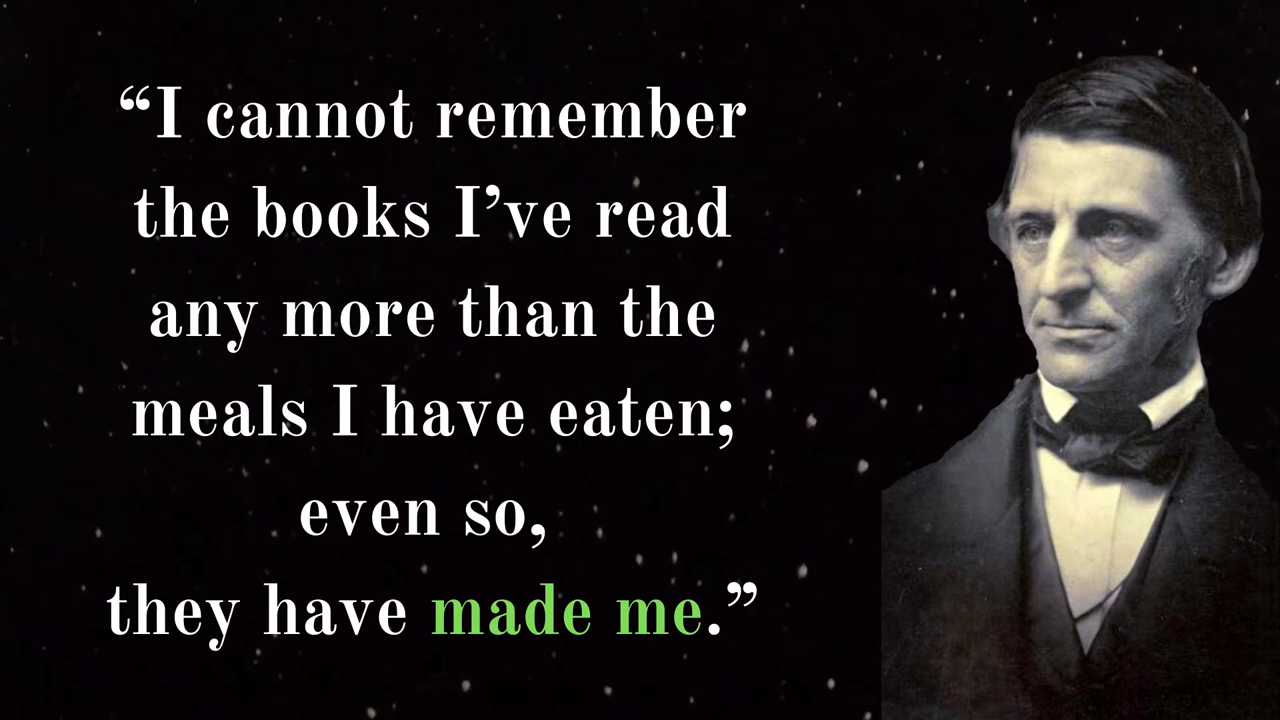 “I cannot remember
the books I’ve read
any more than the
meals I have eaten;
even so,
they have made me.”